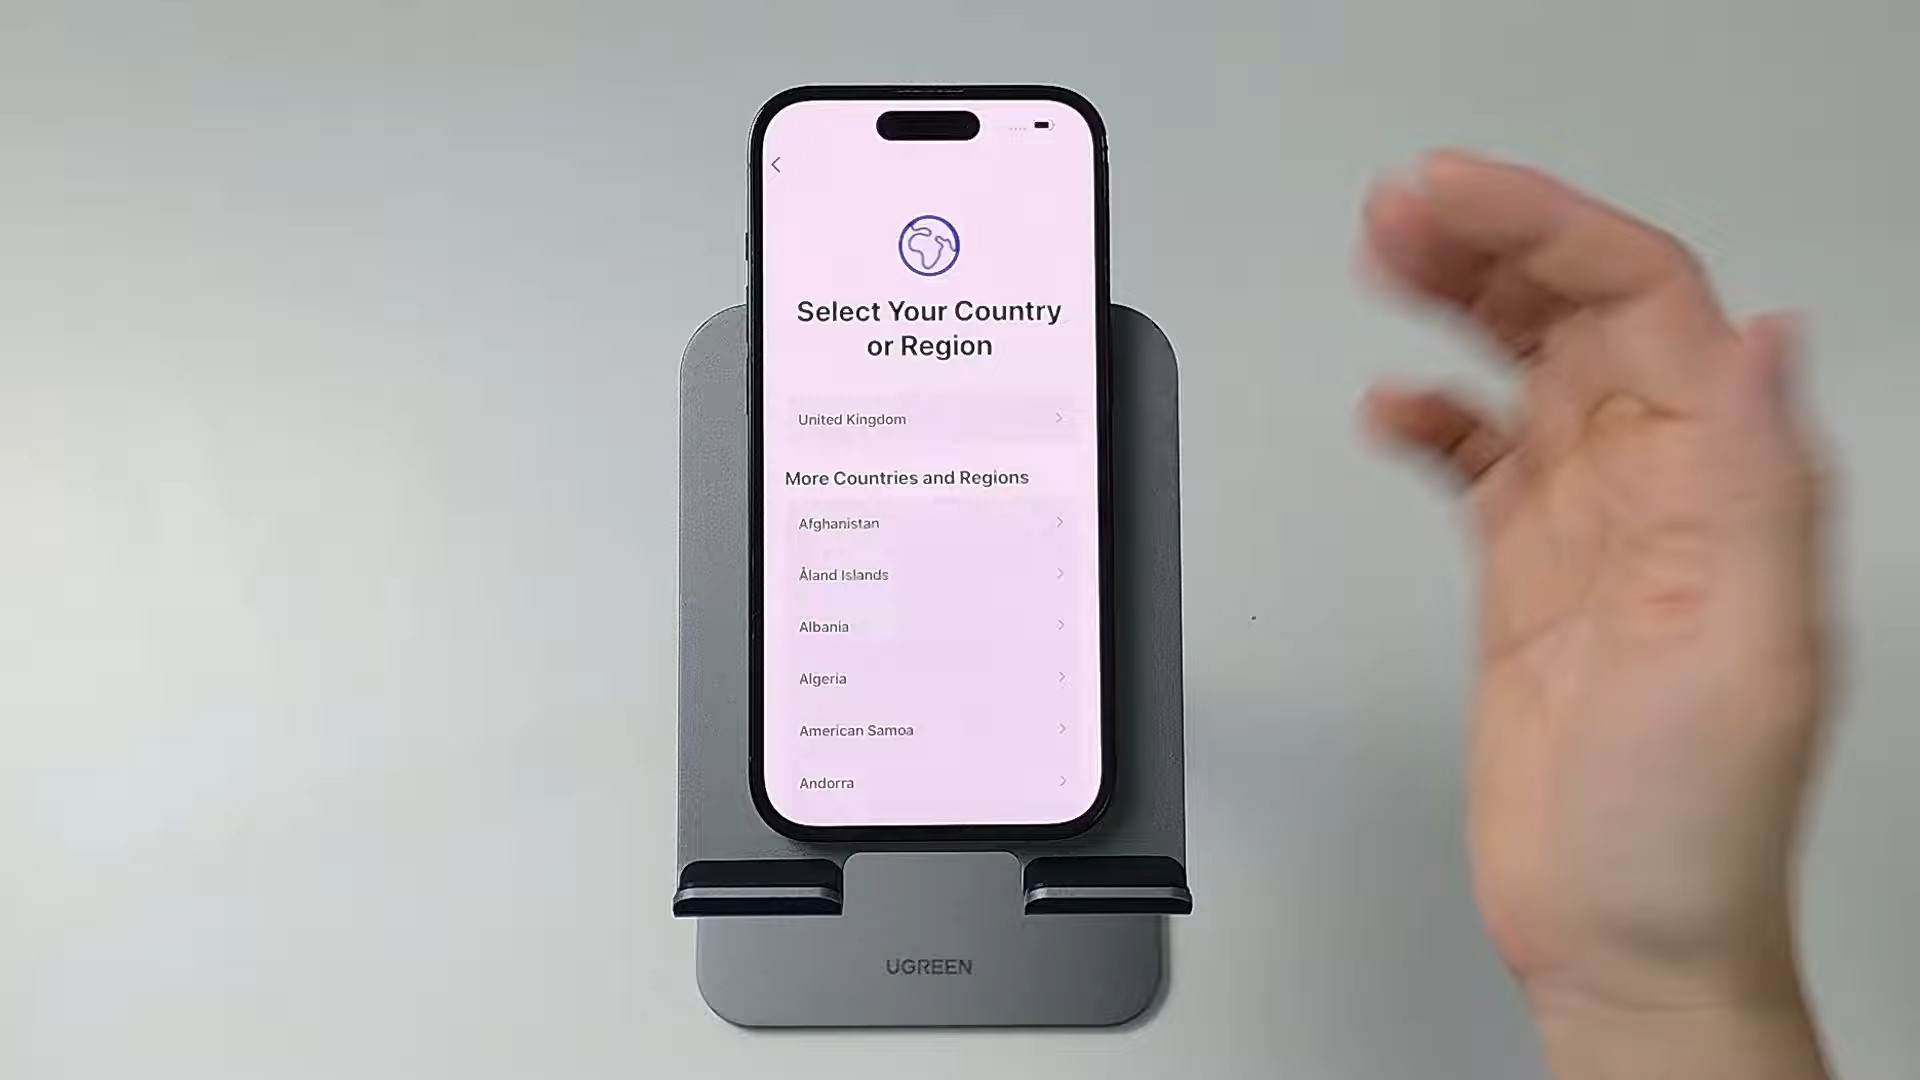 Select Your Country
or Region
United Kingdom
More Countries and Regions
Afghanistan
Åland Islands
Albania
Algeria
American Samoa
Andorra
UGREEN